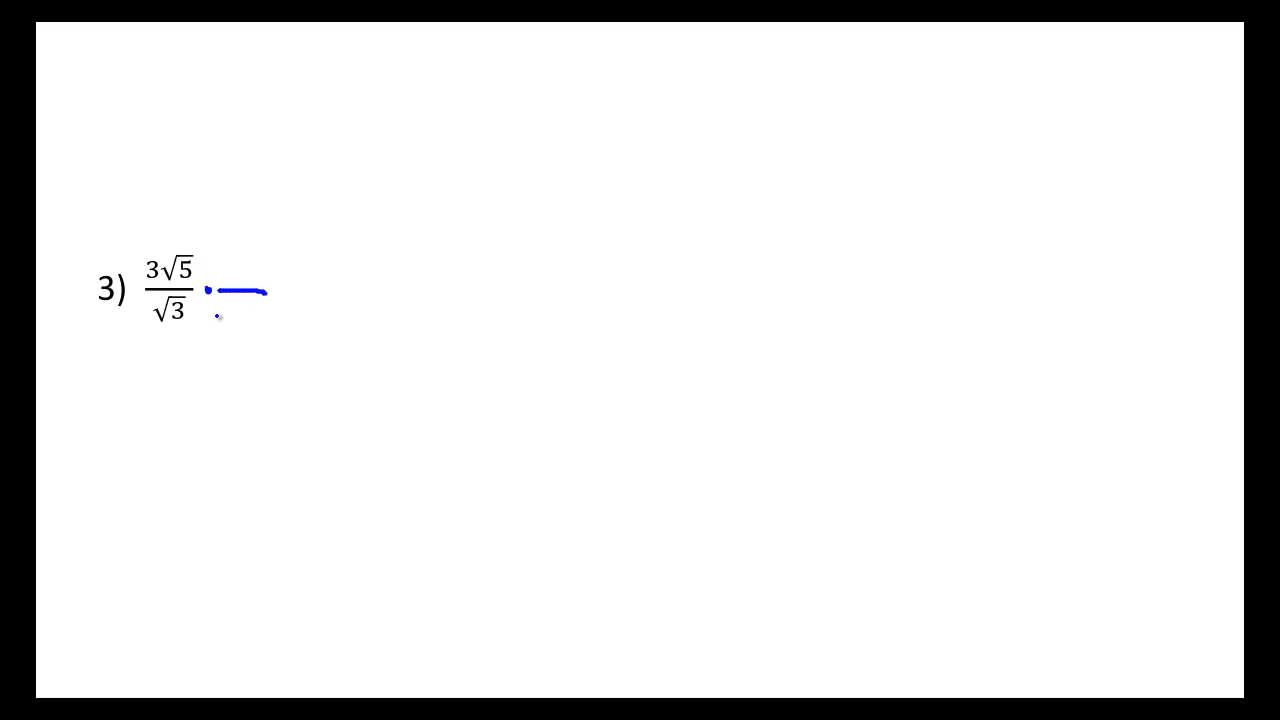 3) 3√5/√3 · —